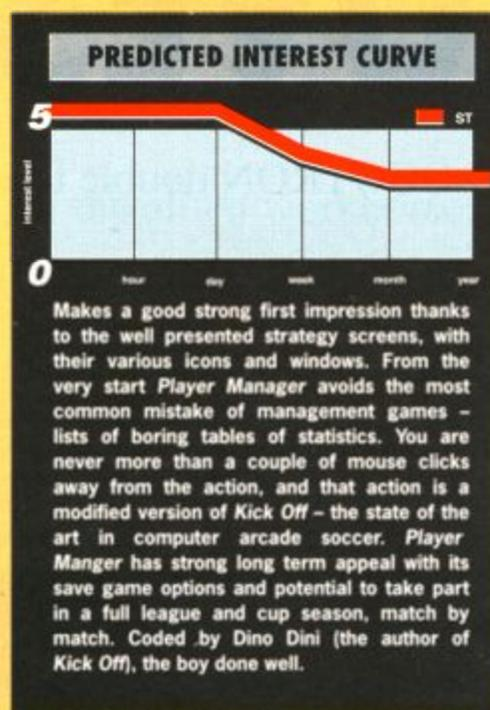 PREDICTED INTEREST CURVE
5
ST
interest level
0
hour day week month year
Makes a good strong first impression thanks
to the well presented strategy screens, with
their various icons and windows. From the
very start Player Manager avoids the most
common mistake of management games –
lists of boring tables of statistics. You are
never more than a couple of mouse clicks
away from the action, and that action is a
modified version of Kick Off – the state of the
art in computer arcade soccer. Player
Manger has strong long term appeal with its
save game options and potential to take part
in a full league and cup season, match by
match. Coded by Dino Dini (the author of
Kick Off), the boy done well.